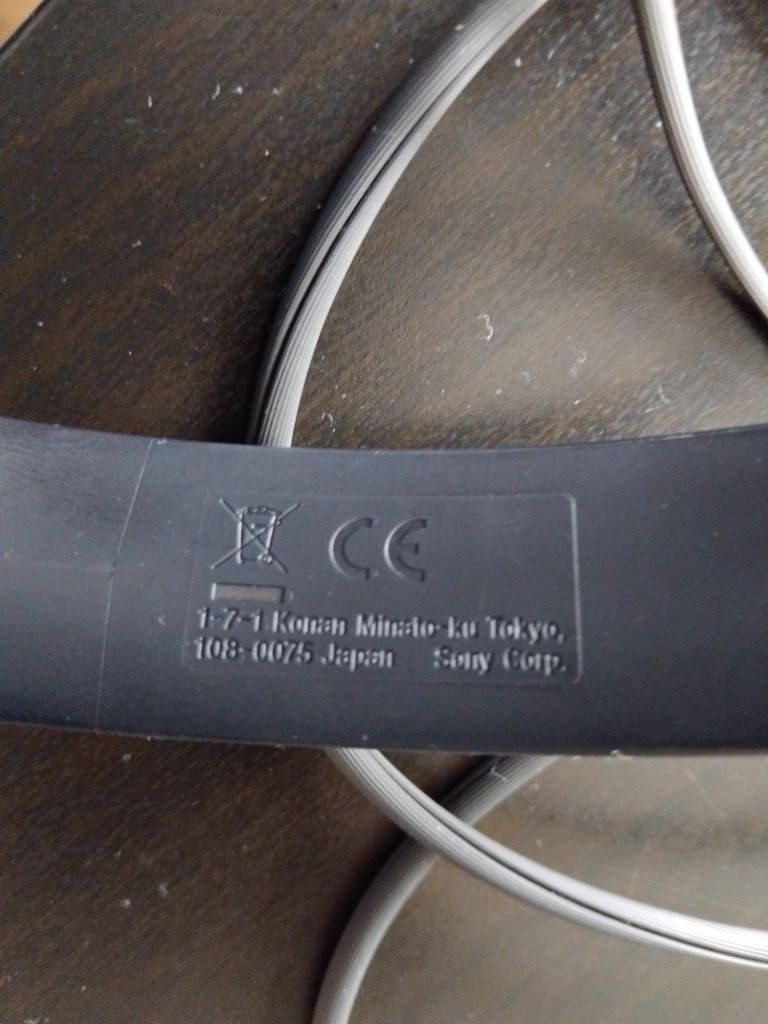 CE
1-7-1 Konan Minato-ku Tokyo,
108-0075 Japan Sony Corp.